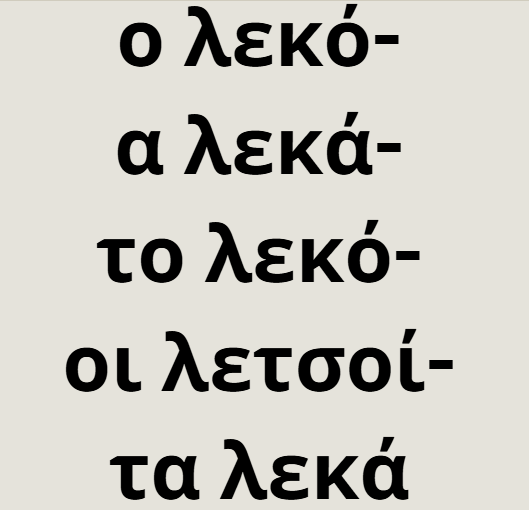 ο λεκό-
α λεκά-
το λεκό-
οι λετσοί-
τα λεκά